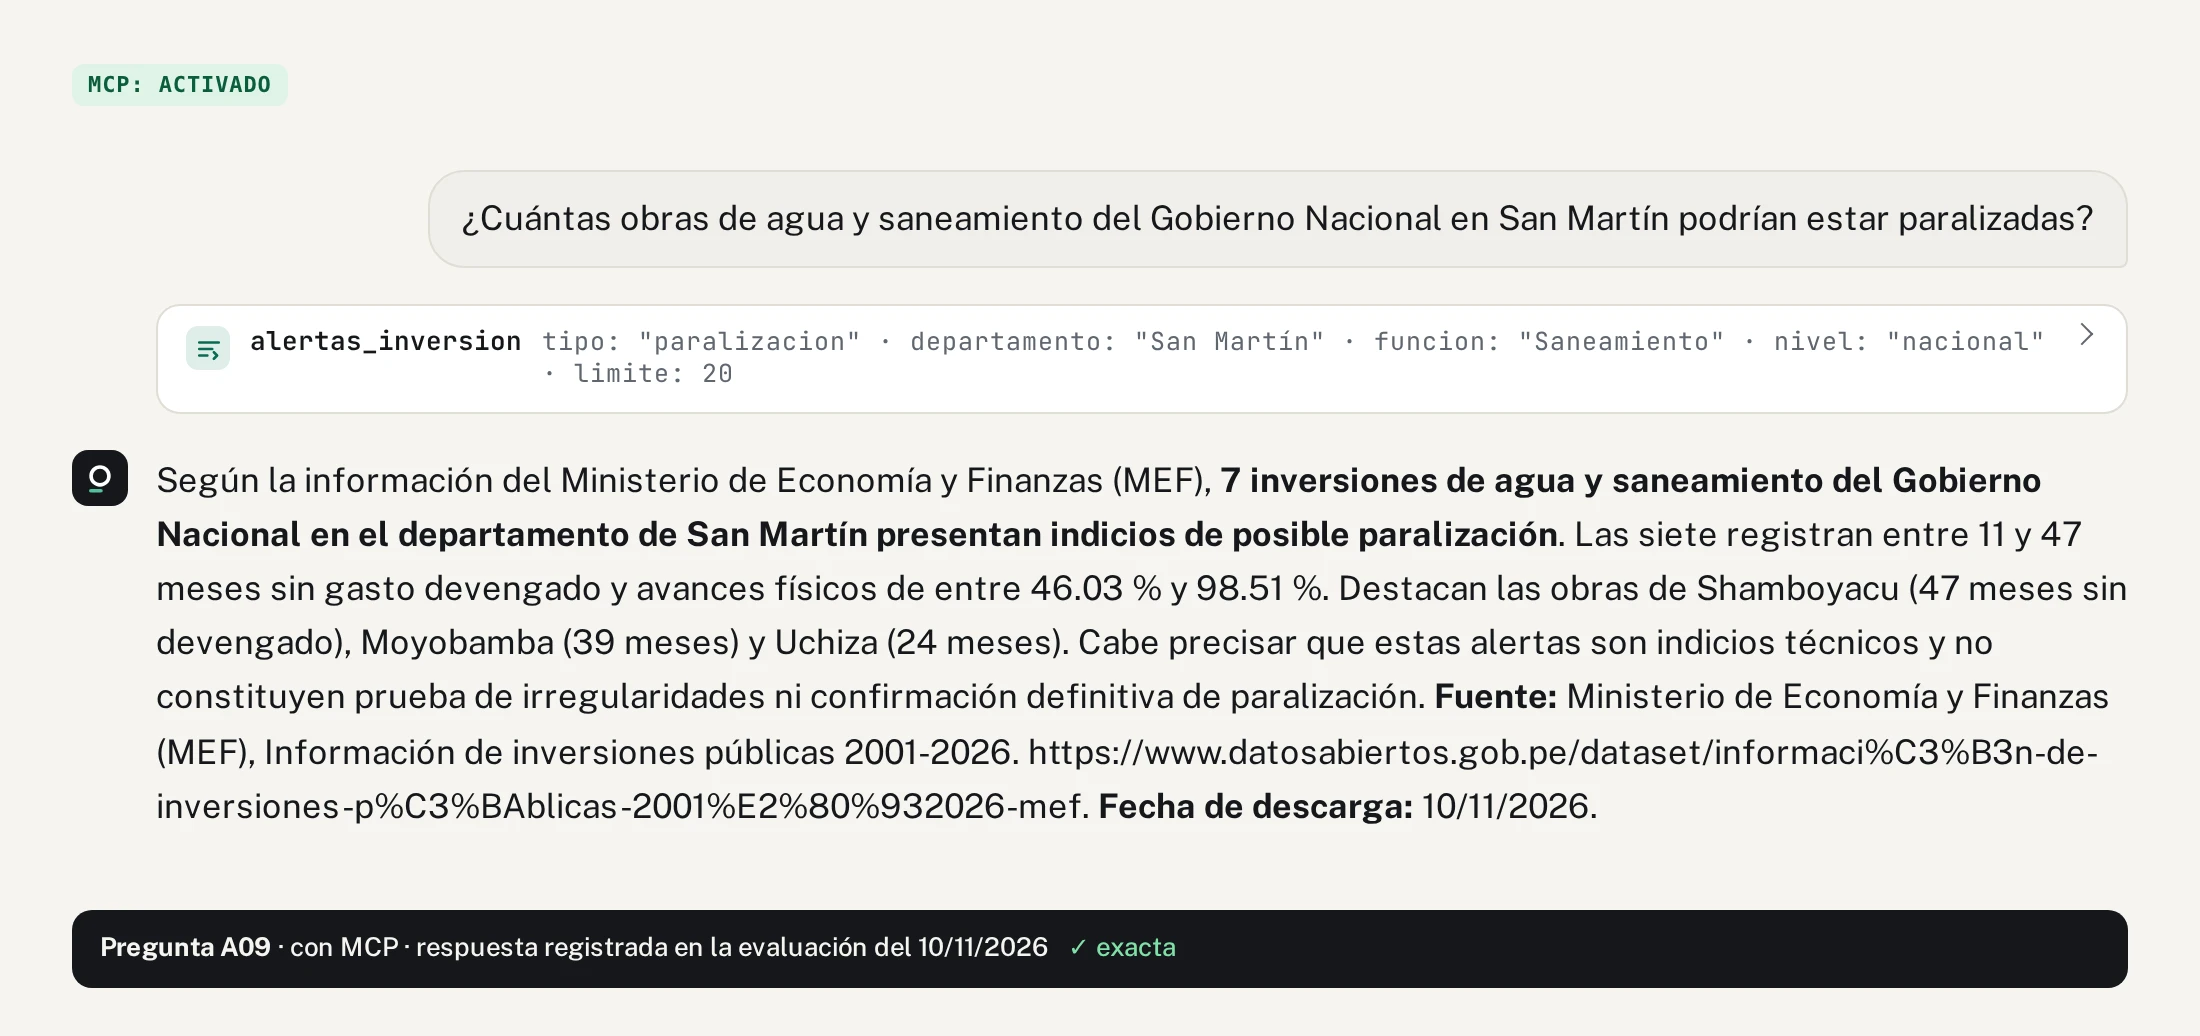 MCP: ACTIVADO
¿Cuántas obras de agua y saneamiento del Gobierno Nacional en San Martín podrían estar paralizadas?
alertas_inversion tipo: "paralizacion" · departamento: "San Martín" · funcion: "Saneamiento" · nivel: "nacional"
· limite: 20
Según la información del Ministerio de Economía y Finanzas (MEF), 7 inversiones de agua y saneamiento del Gobierno
Nacional en el departamento de San Martín presentan indicios de posible paralización. Las siete registran entre 11 y 47
meses sin gasto devengado y avances físicos de entre 46.03 % y 98.51 %. Destacan las obras de Shamboyacu (47 meses sin
devengado), Moyobamba (39 meses) y Uchiza (24 meses). Cabe precisar que estas alertas son indicios técnicos y no
constituyen prueba de irregularidades ni confirmación definitiva de paralización. Fuente: Ministerio de Economía y Finanzas
(MEF), Información de inversiones públicas 2001-2026. https://www.datosabiertos.gob.pe/dataset/informaci%C3%B3n-de-
inversiones-p%C3%BAblicas-2001%E2%80%932026-mef. Fecha de descarga: 10/11/2026.
Pregunta A09 · con MCP · respuesta registrada en la evaluación del 10/11/2026 ✓ exacta